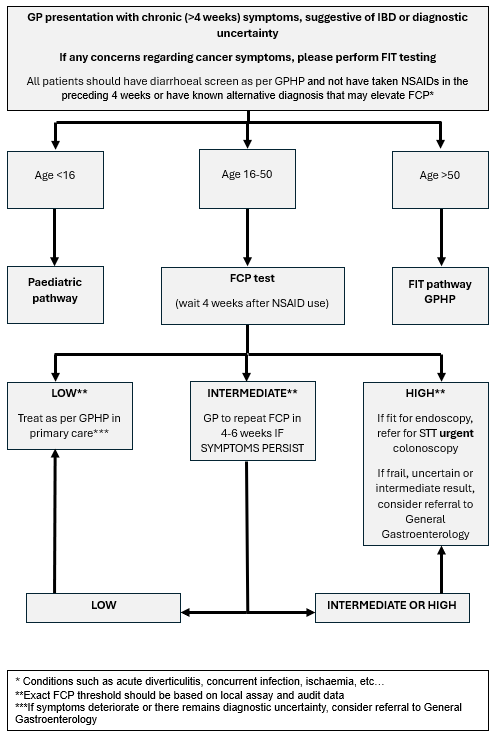 GP presentation with chronic (>4 weeks) symptoms, suggestive of IBD or diagnostic
uncertainty
If any concerns regarding cancer symptoms, please perform FIT testing
All patients should have diarrhoeal screen as per GPHP and not have taken NSAIDs in the
preceding 4 weeks or have known alternative diagnosis that may elevate FCP*
Age <16
Age 16-50
Age >50
Paediatric
pathway
FCP test
(wait 4 weeks after NSAID use)
FIT pathway
GPHP
LOW**
Treat as per GPHP in
primary care***
INTERMEDIATE**
GP to repeat FCP in
4-6 weeks IF
SYMPTOMS PERSIST
HIGH**
If fit for endoscopy,
refer for STT urgent
colonoscopy
If frail, uncertain or
intermediate result,
consider referral to
General
Gastroenterology
LOW
INTERMEDIATE OR HIGH
* Conditions such as acute diverticulitis, concurrent infection, ischaemia, etc…
**Exact FCP threshold should be based on local assay and audit data
***If symptoms deteriorate or there remains diagnostic uncertainty, consider referral to General
Gastroenterology